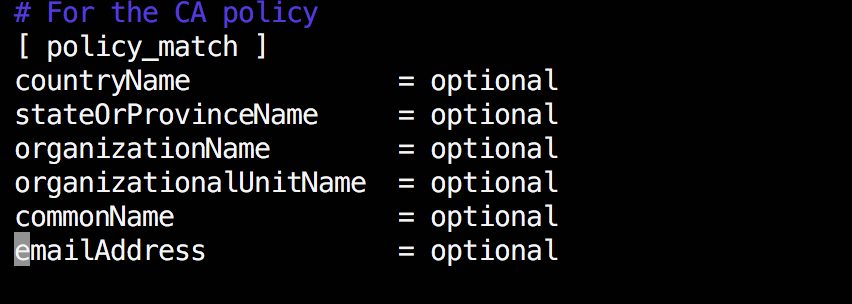 # For the CA policy
[ policy_match ]
countryName = optional
stateOrProvinceName = optional
organizationName = optional
organizationalUnitName = optional
commonName = optional
emailAddress = optional